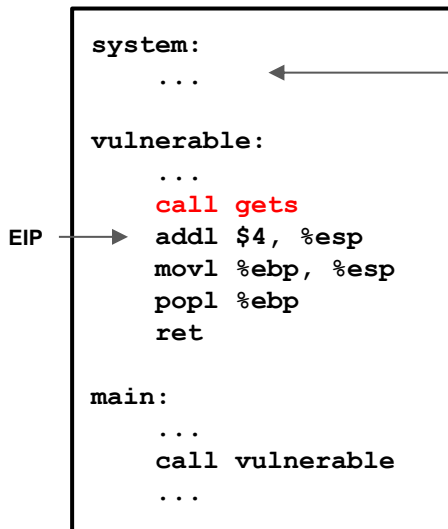 system:
...
vulnerable:
...
call gets
EIP
addl $4, %esp
movl %ebp, %esp
popl %ebp
ret
main:
...
call vulnerable
...